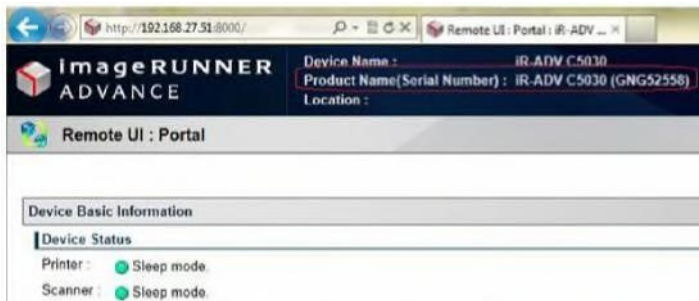 http://192.168.27.51:8000/
Remote UI : Portal : iR-ADV ...
imageRUNNER
ADVANCE
Device Name : iR-ADV C5030
Product Name(Serial Number) : iR-ADV C5030 (GNG52558)
Location :
Remote UI : Portal
Device Basic Information
Device Status
Printer : Sleep mode.
Scanner : Sleep mode.